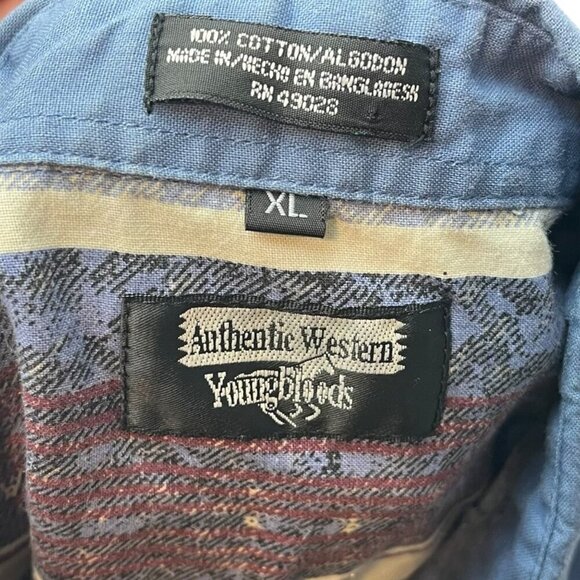 100% COTTON/ALGODON
MADE IN/HECHO EN BANGLADESH
RN 49028
XL
Authentic Western
Youngbloods